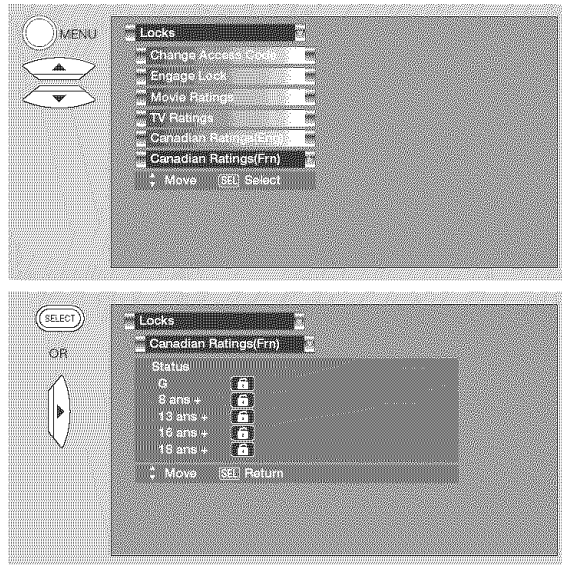 MENU
Locks
Change Access Code
Engage Lock
Movie Ratings
TV Ratings
Canadian Ratings(Eng)
Canadian Ratings(Frn)
Move SEL Select
SELECT
OR
Locks
Canadian Ratings(Frn)
Status
G
8 ans +
13 ans +
16 ans +
18 ans +
Move SEL Return